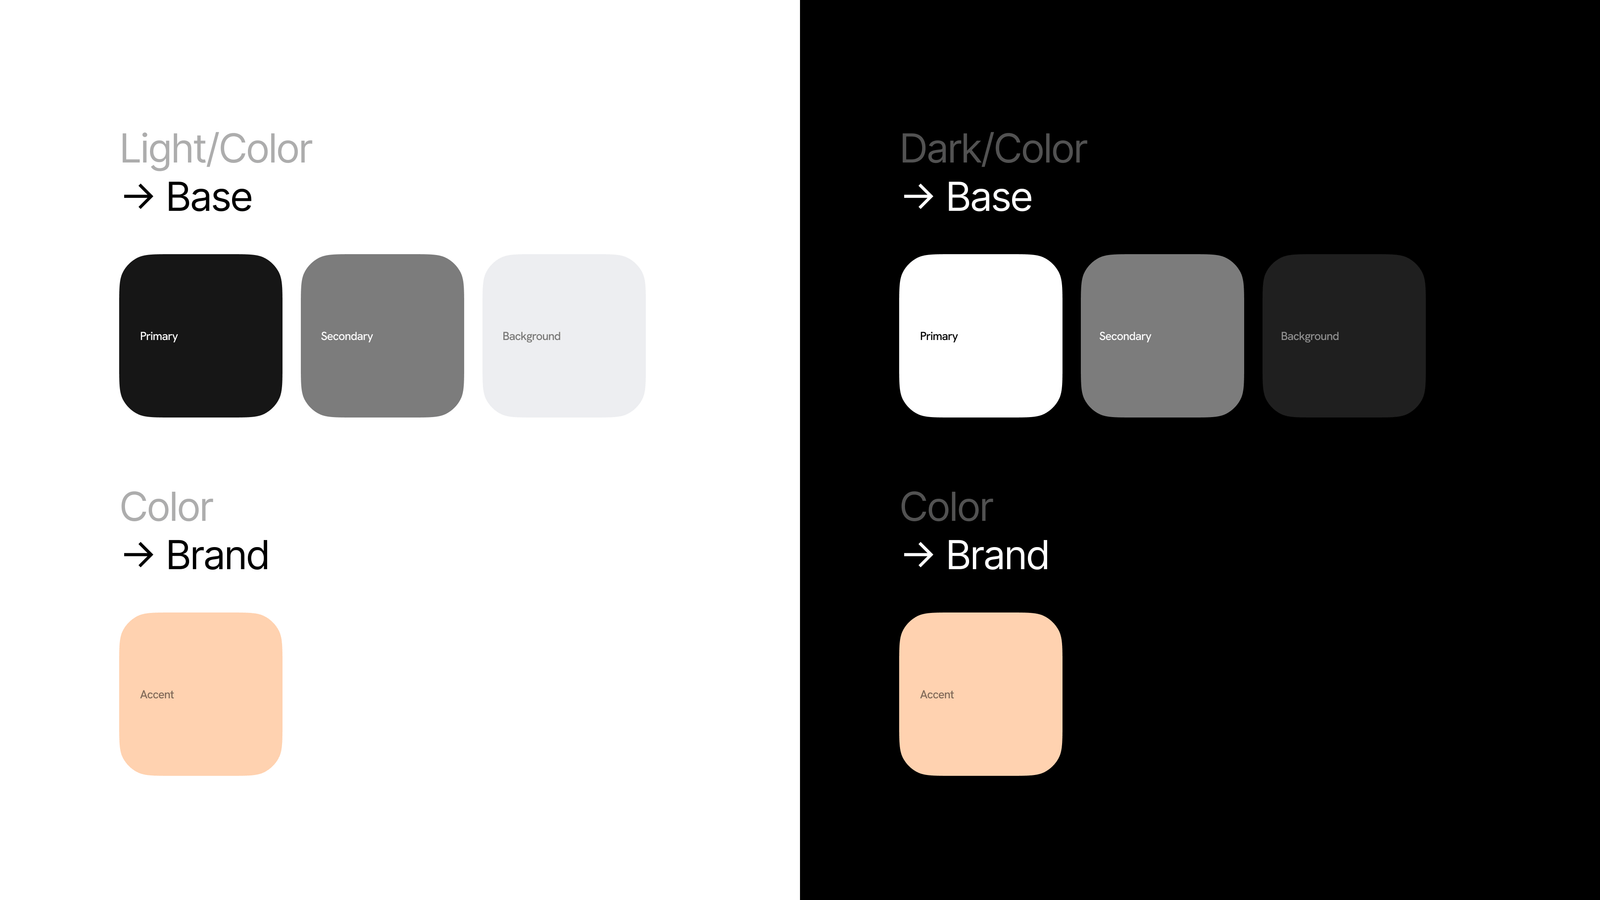 Light/Color
→ Base
Primary
Secondary
Background
Color
→ Brand
Accent
Dark/Color
→ Base
Primary
Secondary
Background
Color
→ Brand
Accent